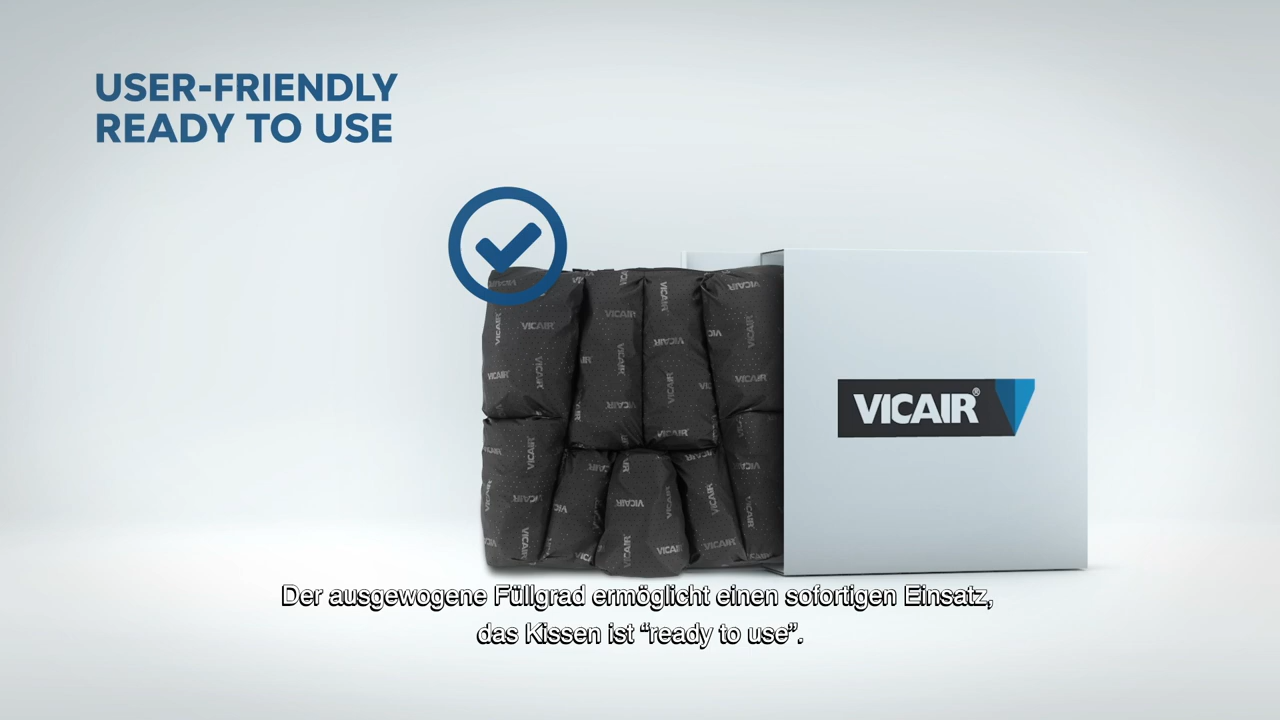 USER-FRIENDLY
READY TO USE
VICAIR®
Der ausgewogene Füllgrad ermöglicht einen sofortigen Einsatz,
das Kissen ist “ready to use”.